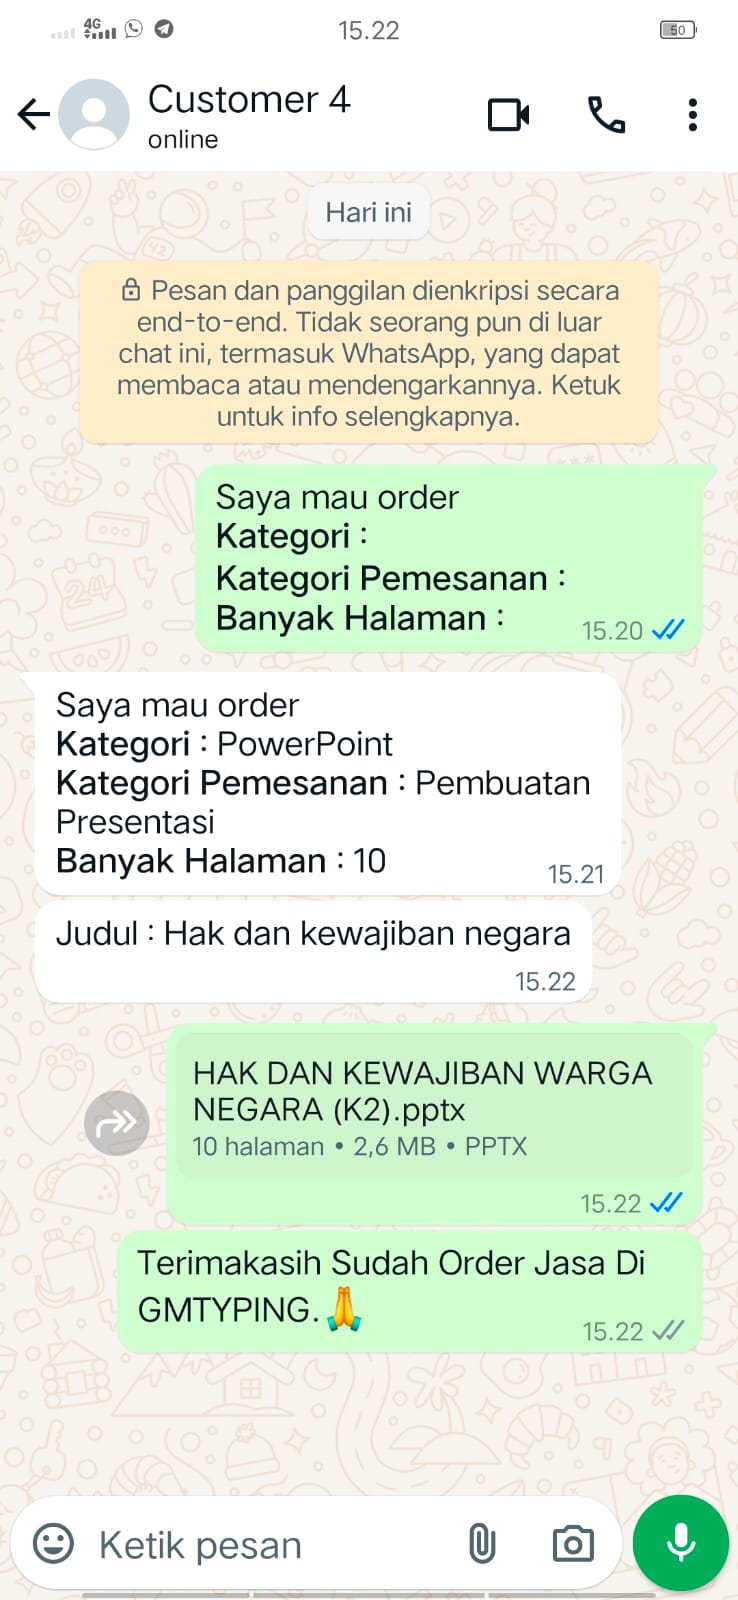 4G
15.22
50
Customer 4
online
Hari ini
Pesan dan panggilan dienkripsi secara
end-to-end. Tidak seorang pun di luar
chat ini, termasuk WhatsApp, yang dapat
membaca atau mendengarkannya. Ketuk
untuk info selengkapnya.
Saya mau order
Kategori :
Kategori Pemesanan :
Banyak Halaman :
15.20
Saya mau order
Kategori : PowerPoint
Kategori Pemesanan : Pembuatan
Presentasi
Banyak Halaman : 10
15.21
Judul : Hak dan kewajiban negara
15.22
HAK DAN KEWAJIBAN WARGA
NEGARA (K2).pptx
10 halaman • 2,6 MB • PPTX
15.22
Terimakasih Sudah Order Jasa Di
GMTYPING.🙏
15.22
Ketik pesan